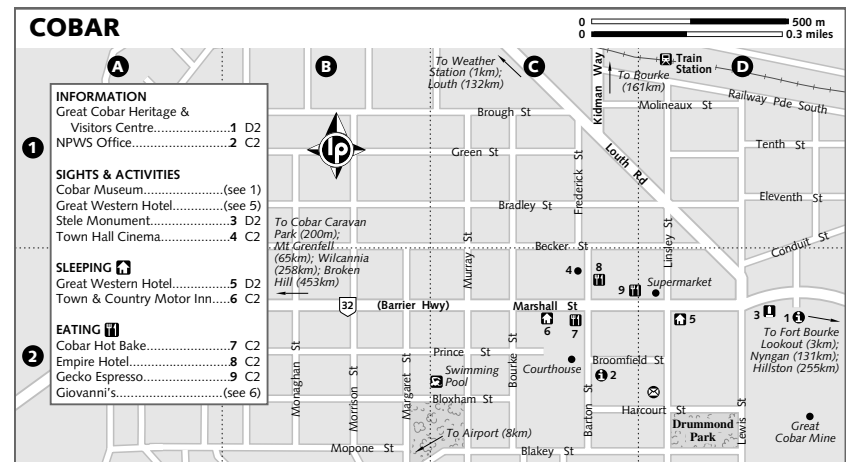 COBAR
0 500 m
0 0.3 miles
A
B
C
D
1
2
INFORMATION
Great Cobar Heritage &
Visitors Centre.......................1 D2
NPWS Office..........................2 C2
SIGHTS & ACTIVITIES
Cobar Museum...................(see 1)
Great Western Hotel...........(see 5)
Stele Monument....................3 D2
Town Hall Cinema..................4 C2
SLEEPING
Great Western Hotel..............5 D2
Town & Country Motor Inn....6 C2
EATING
Cobar Hot Bake.....................7 C2
Empire Hotel.........................8 C2
Gecko Espresso.....................9 C2
Giovanni's..........................(see 6)
lp
To Weather
Station (1km);
Louth (132km)
Kidman Way
To Bourke
(161km)
Train
Station
Railway Pde South
Molineaux St
Brough St
Green St
Louth Rd
Tenth St
Frederick St
Eleventh St
Bradley St
Linsley St
Conduit St
To Cobar Caravan
Park (200m);
Mt Grenfell
(65km); Wilcannia
(258km); Broken
Hill (453km)
Murray St
Becker St
4
8
9
Supermarket
32
(Barrier Hwy)
Marshall St
6
7
5
3
1
To Fort Bourke
Lookout (3km);
Nyngan (131km);
Hillston (255km)
Prince St
Bourke St
Courthouse
Broomfield St
2
Swimming
Pool
Monaghan St
Morrison St
Margaret St
Bloxham St
Barton St
Harcourt St
Drummond
Park
Lewis St
Great
Cobar Mine
To Airport (8km)
Mopone St
Blakey St